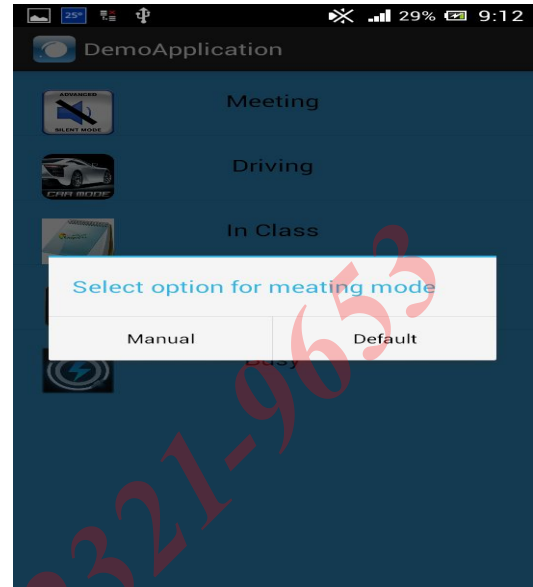 25° 29% 9:12
DemoApplication
ADVANCED
SILENT MODE
Meeting
CAR MODE
Driving
In Class
Select option for meating mode
Manual Default
Busy
2321-9653